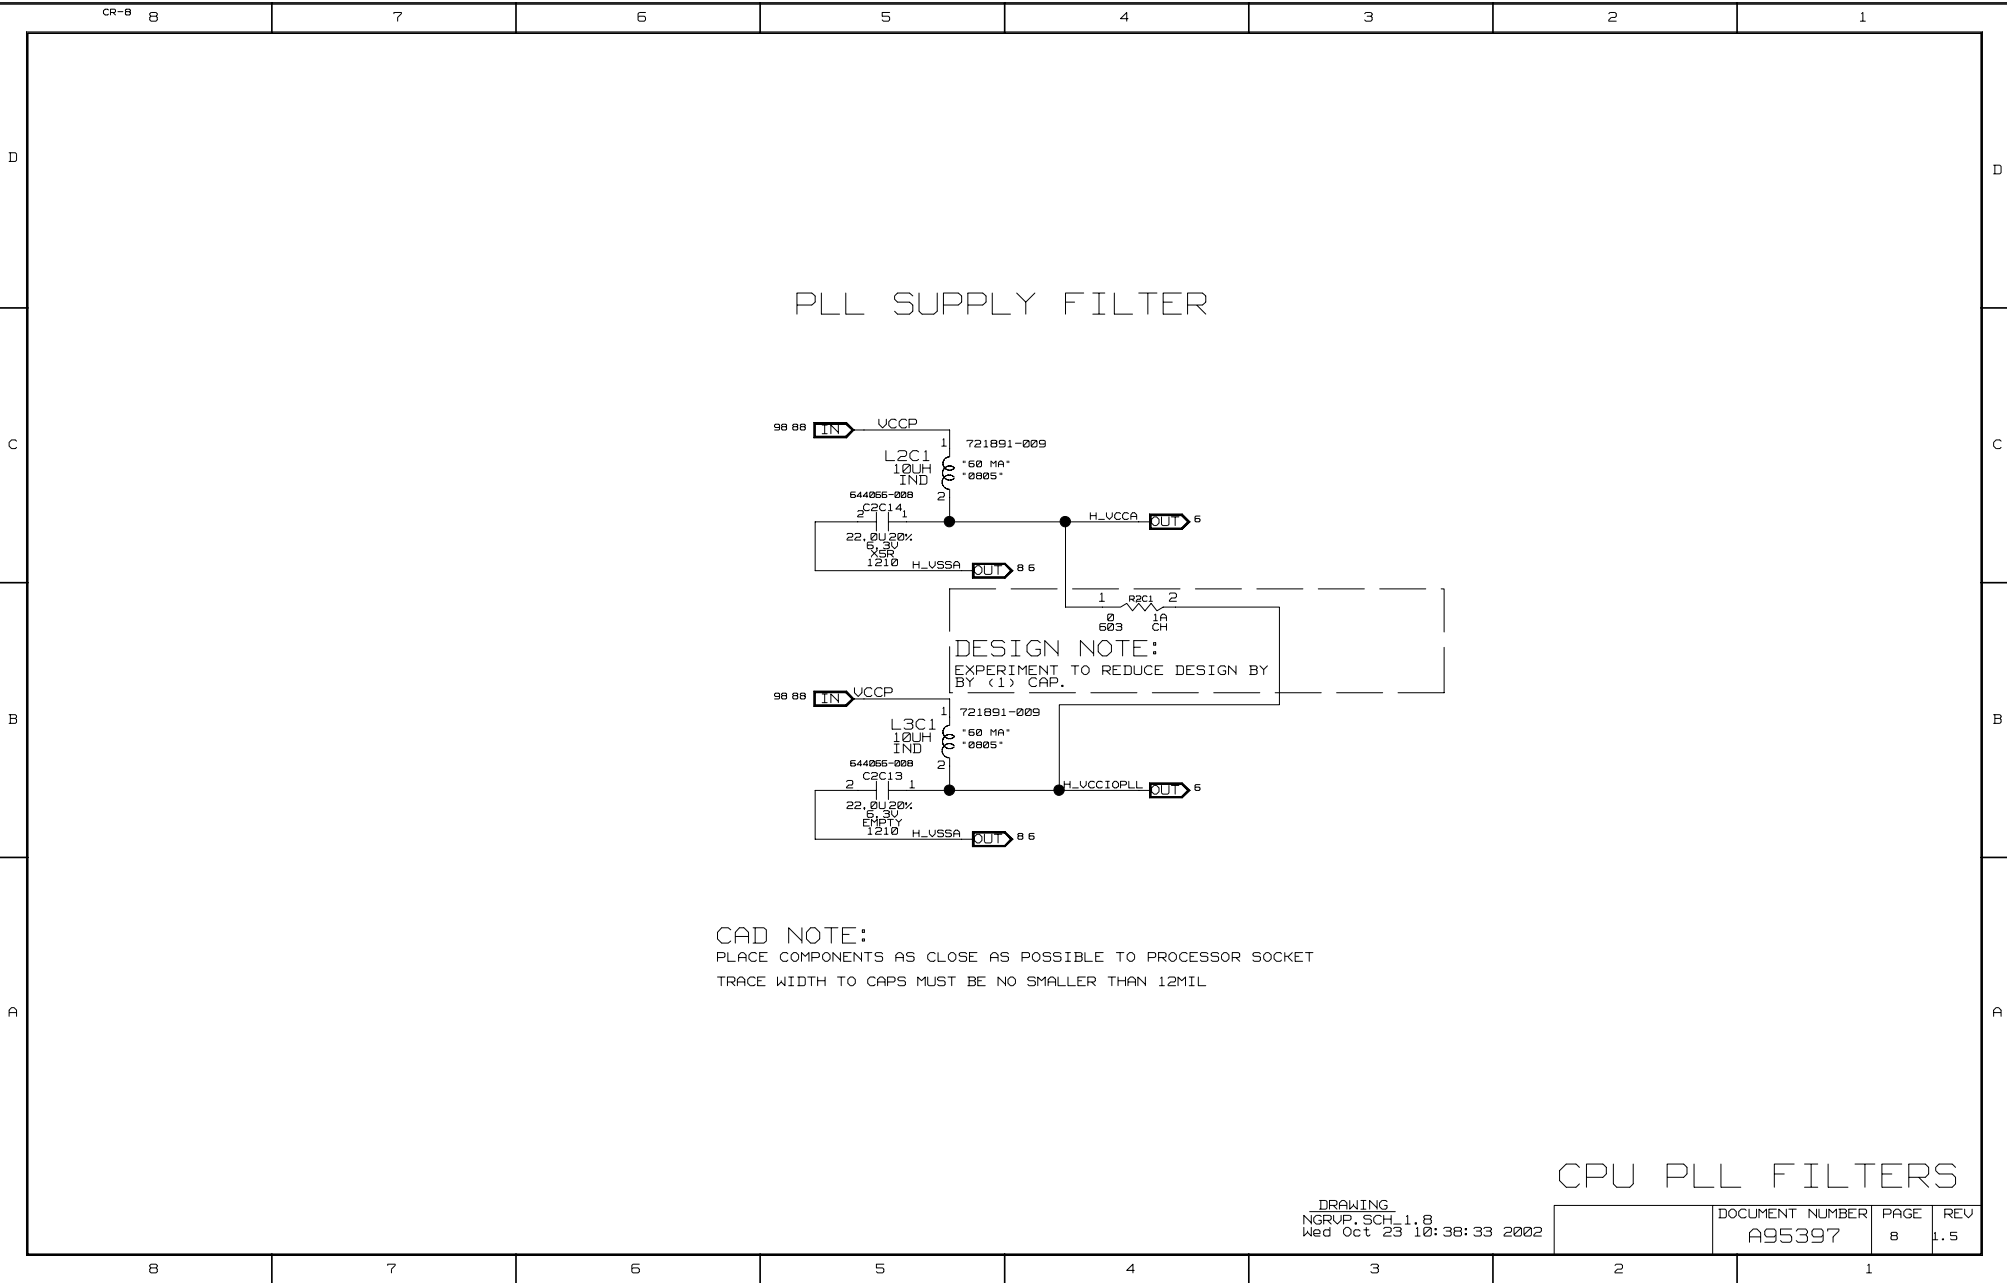 CR-8
8 7 6 5 4 3 2 1
D D
PLL SUPPLY FILTER
C C
98 88 IN VCCP
1 721891-009
L2C1
10UH "60 MA"
IND "0805"
2
644066-008
2 C2C14 1
22.0U 20%
6.3V
X5R
1210
H_VCCA OUT 6
H_VSSA OUT 8 6
1 R2C1 2
0 1A
603 CH
DESIGN NOTE:
EXPERIMENT TO REDUCE DESIGN BY
BY (1) CAP.
98 88 IN VCCP
B B
1 721891-009
L3C1
10UH "60 MA"
IND "0805"
2
644066-008
2 C2C13 1
22.0U 20%
6.3V
EMPTY
1210
H_VCCIOPLL OUT 6
H_VSSA OUT 8 6
CAD NOTE:
PLACE COMPONENTS AS CLOSE AS POSSIBLE TO PROCESSOR SOCKET
TRACE WIDTH TO CAPS MUST BE NO SMALLER THAN 12MIL
A A
CPU PLL FILTERS
DRAWING
NGRVP.SCH_1.8
Wed Oct 23 10:38:33 2002
DOCUMENT NUMBER PAGE REV
A95397 8 1.5
8 7 6 5 4 3 2 1